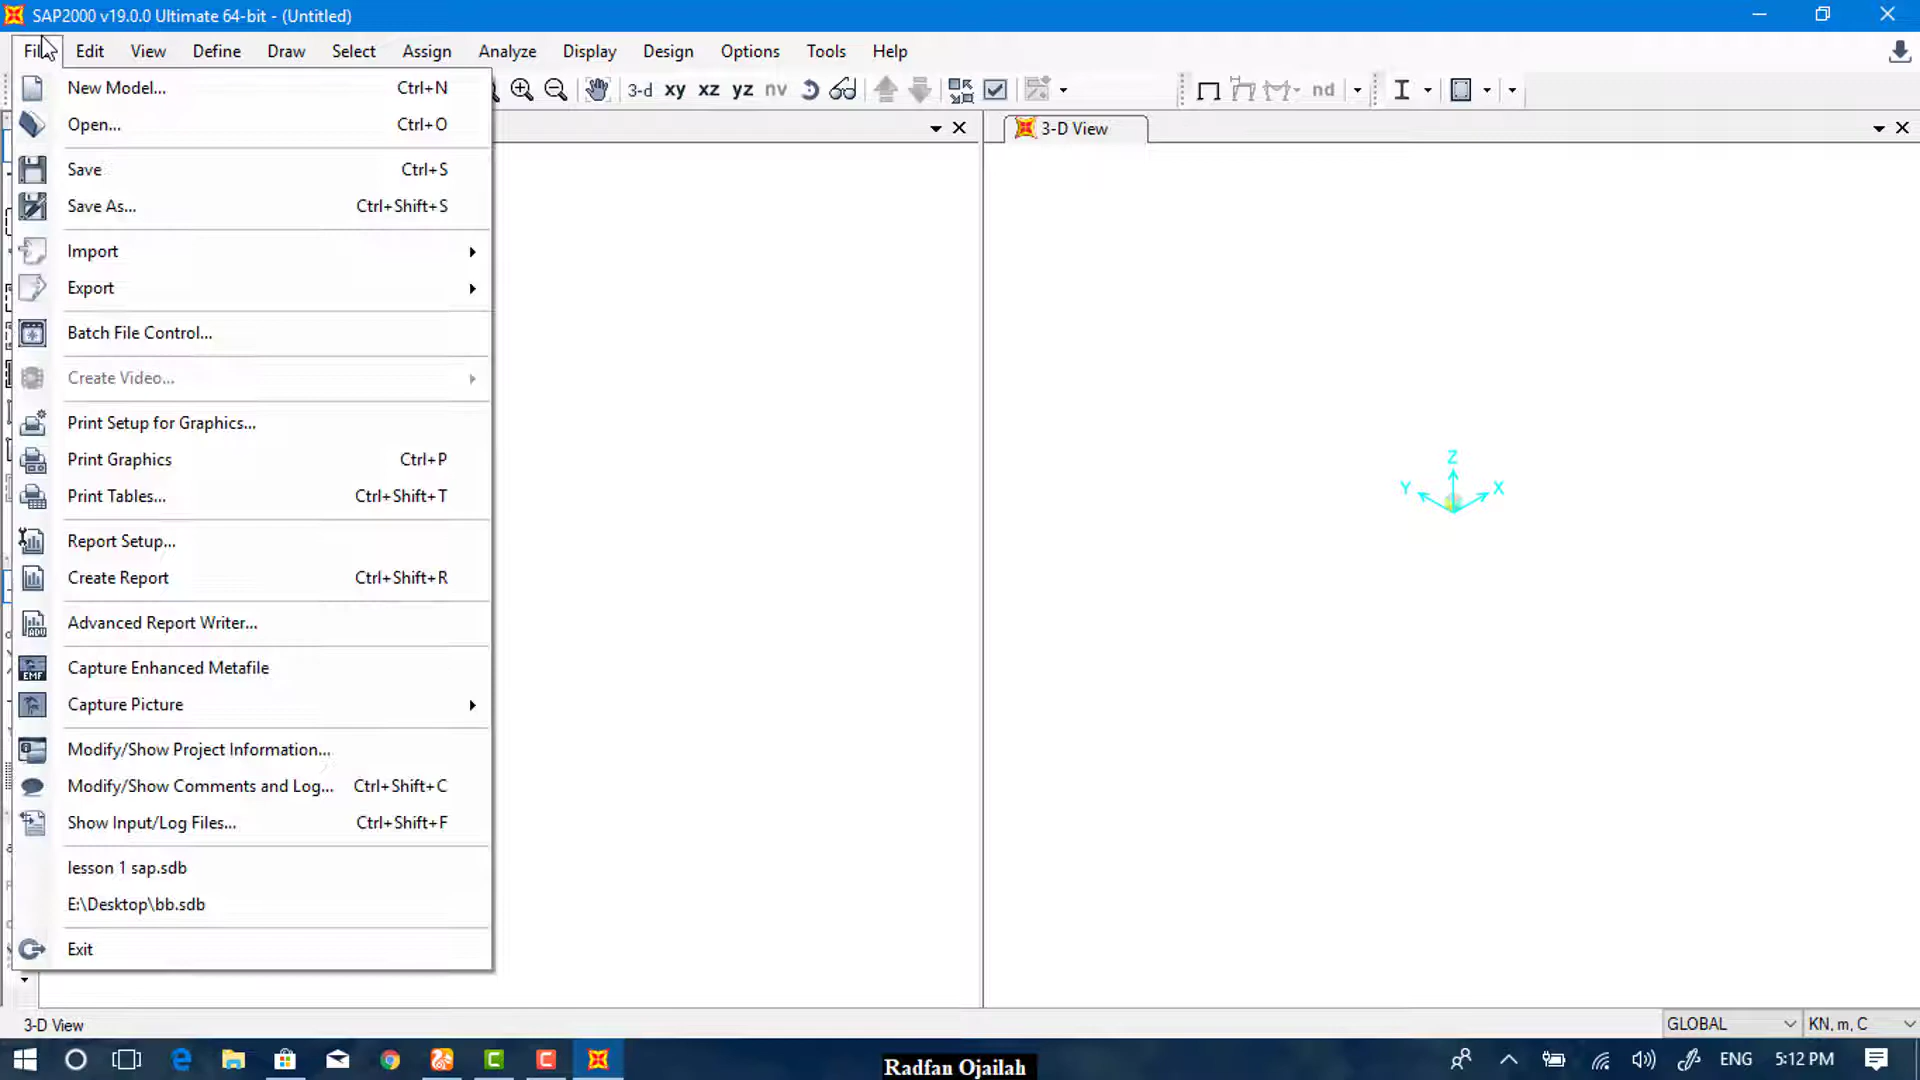 SAP2000 v19.0.0 Ultimate 64-bit - (Untitled)
File Edit View Define Draw Select Assign Analyze Display Design Options Tools Help
3-d xy xz yz nv nd
New Model... Ctrl+N
Open... Ctrl+O
3-D View
Save Ctrl+S
Save As... Ctrl+Shift+S
Import
Export
Batch File Control...
Create Video...
Print Setup for Graphics...
Print Graphics Ctrl+P
Print Tables... Ctrl+Shift+T
Z
Y X
Report Setup...
Create Report Ctrl+Shift+R
Advanced Report Writer...
EMF Capture Enhanced Metafile
Capture Picture
Modify/Show Project Information...
Modify/Show Comments and Log... Ctrl+Shift+C
Show Input/Log Files... Ctrl+Shift+F
lesson 1 sap.sdb
E:\Desktop\bb.sdb
Exit
3-D View GLOBAL KN, m, C
Radfan Ojailah
ENG 5:12 PM